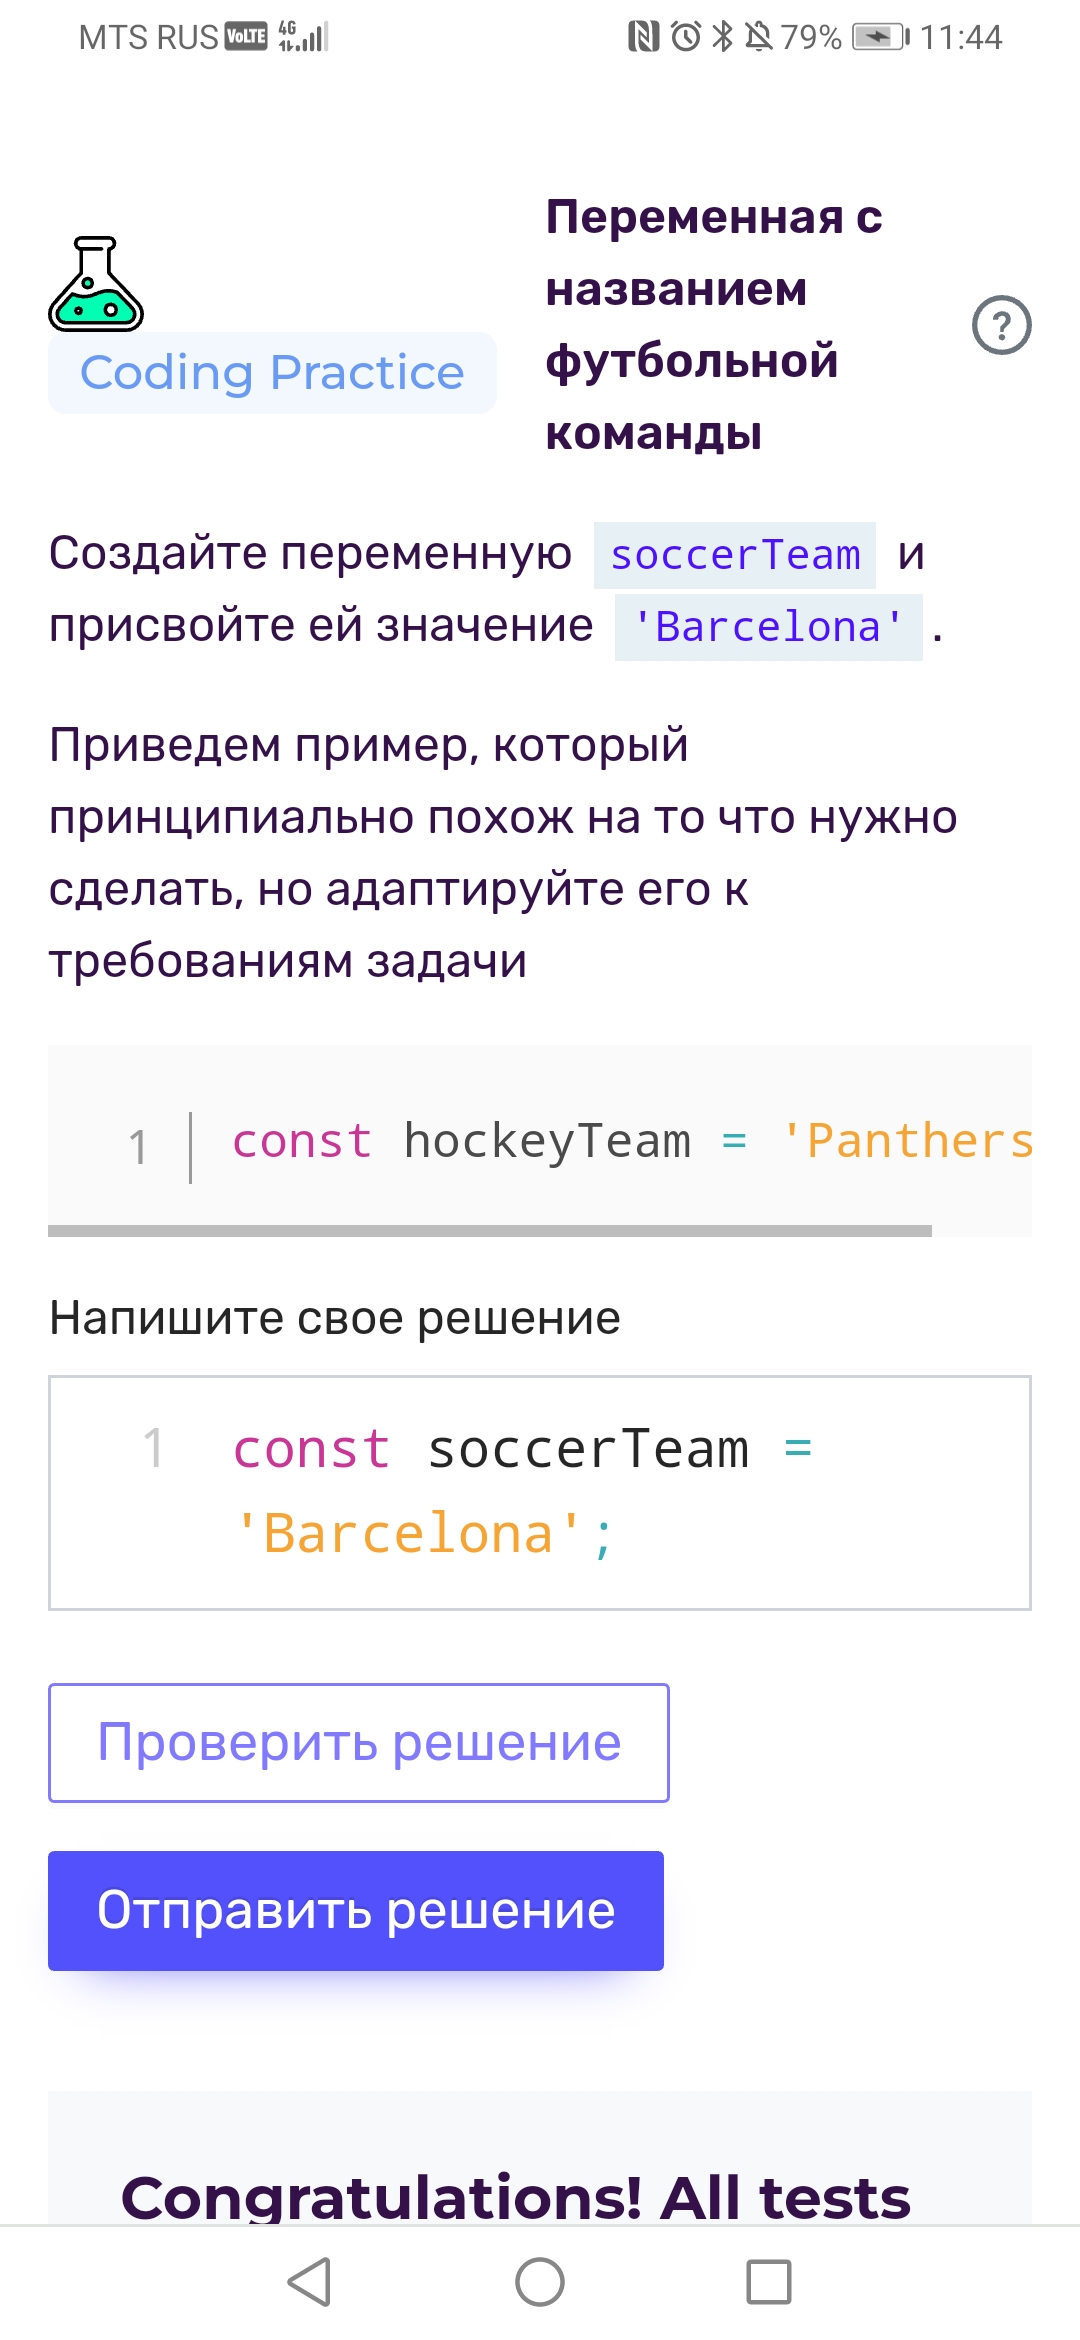 MTS RUS VoLTE 4G 79% 11:44
Coding Practice
Переменная с
названием
футбольной
команды
?
Создайте переменную soccerTeam и
присвойте ей значение 'Barcelona' .
Приведем пример, который
принципиально похож на то что нужно
сделать, но адаптируйте его к
требованиям задачи
1 const hockeyTeam = 'Panthers
Напишите свое решение
1 const soccerTeam =
'Barcelona';
Проверить решение
Отправить решение
Congratulations! All tests